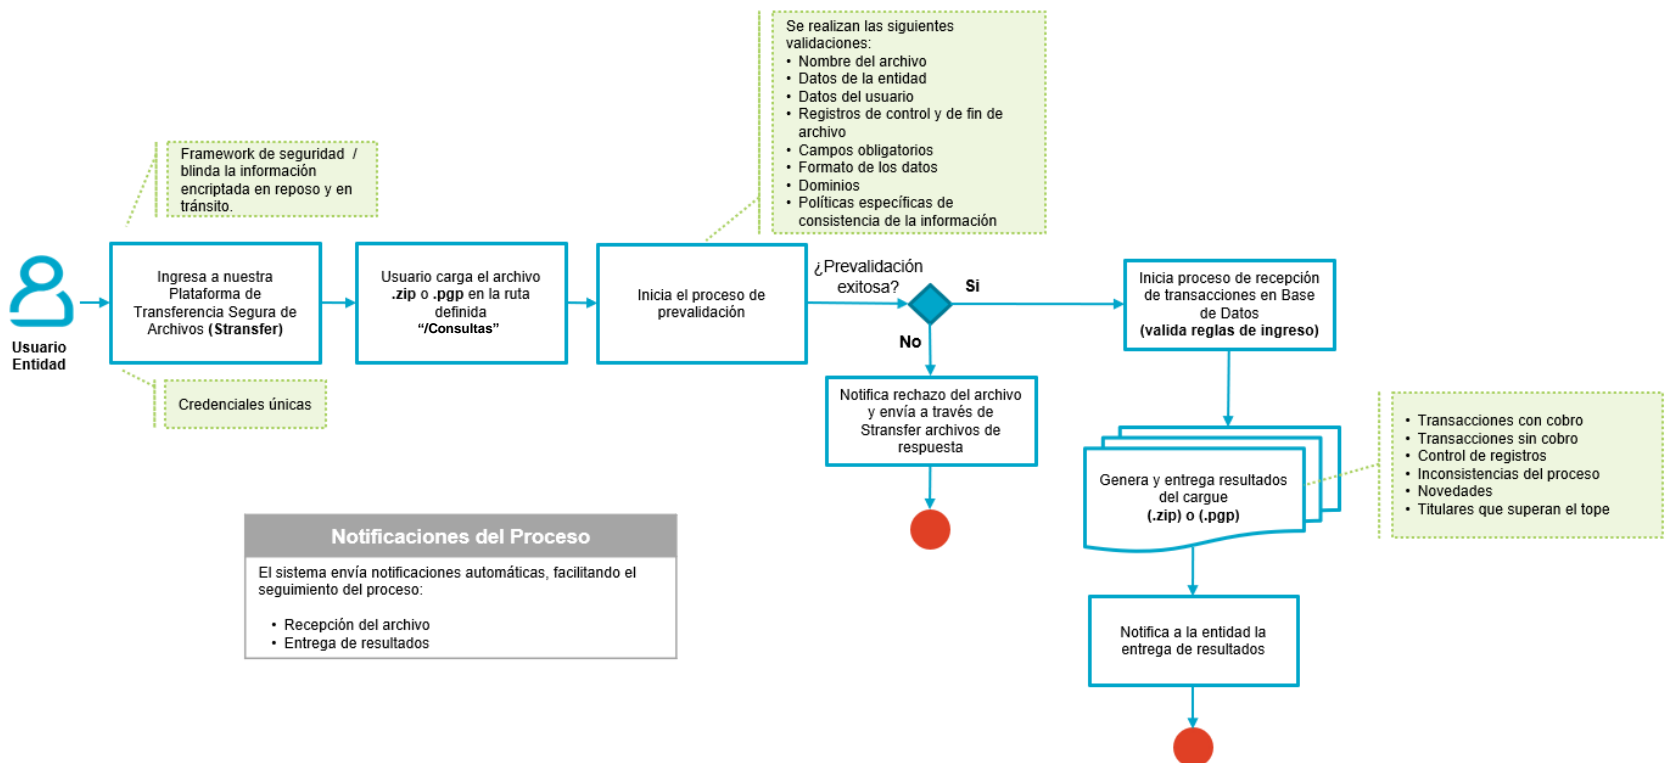 Se realizan las siguientes
validaciones:
• Nombre del archivo
• Datos de la entidad
• Datos del usuario
• Registros de control y de fin de
archivo
• Campos obligatorios
• Formato de los datos
• Dominios
• Políticas específicas de
consistencia de la información
Framework de seguridad /
blinda la información
encriptada en reposo y en
tránsito.
Usuario
Entidad
Ingresa a nuestra
Plataforma de
Transferencia Segura de
Archivos (Stransfer)
Credenciales únicas
Usuario carga el archivo
.zip o .pgp en la ruta
definida
“/Consultas”
Inicia el proceso de
prevalidación
¿Prevalidación
exitosa?
Si
No
Notifica rechazo del archivo
y envía a través de
Stransfer archivos de
respuesta
Inicia proceso de recepción
de transacciones en Base
de Datos
(valida reglas de ingreso)
Genera y entrega resultados
del cargue
(.zip) o (.pgp)
• Transacciones con cobro
• Transacciones sin cobro
• Control de registros
• Inconsistencias del proceso
• Novedades
• Titulares que superan el tope
Notifica a la entidad la
entrega de resultados
Notificaciones del Proceso
El sistema envía notificaciones automáticas, facilitando el
seguimiento del proceso:
• Recepción del archivo
• Entrega de resultados